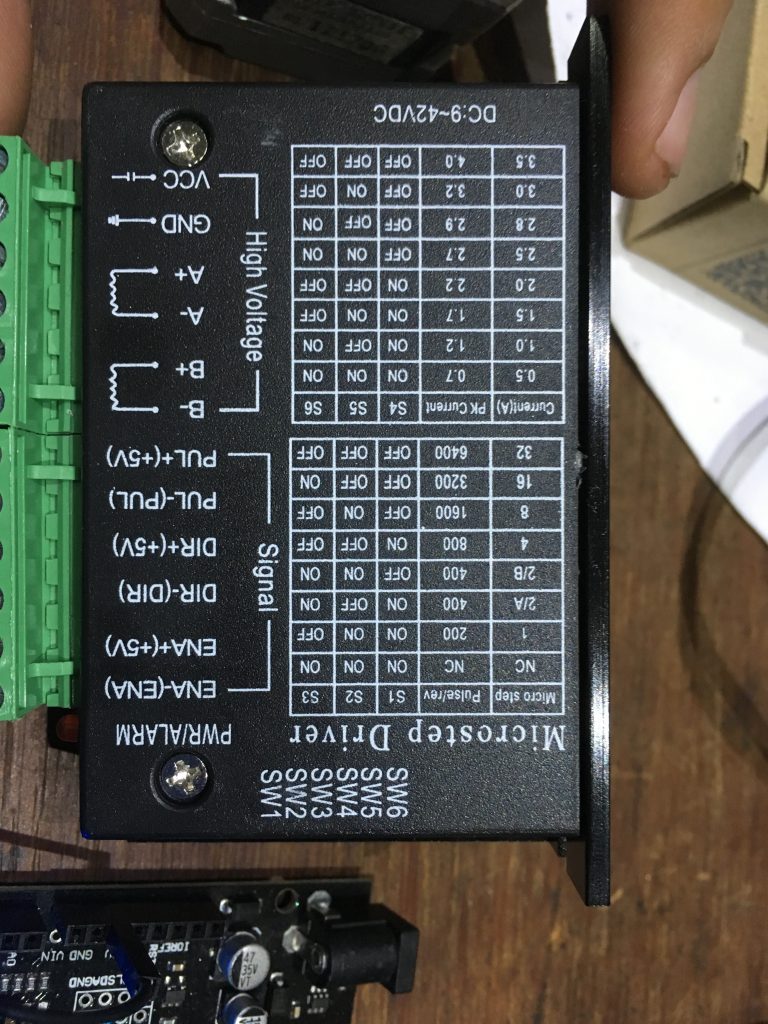 SW6
SW5
SW4
SW3
SW2
SW1
Microstep Driver
Micro step Pulse/rev S1 S2 S3
NC NC ON ON ON
1 200 ON ON OFF
2/A 400 ON OFF ON
2/B 400 OFF ON ON
4 800 ON OFF OFF
8 1600 OFF ON OFF
16 3200 OFF OFF ON
32 6400 OFF OFF OFF
Current(A) PK Current S4 S5 S6
0.5 0.7 ON ON ON
1.0 1.2 ON OFF ON
1.5 1.7 ON ON OFF
2.0 2.2 ON OFF OFF
2.5 2.7 OFF ON ON
2.8 2.9 OFF OFF ON
3.0 3.2 OFF ON OFF
3.5 4.0 OFF OFF OFF
DC:9~42VDC
PWR/ALARM
Signal
ENA-(ENA)
ENA+(+5V)
DIR-(DIR)
DIR+(+5V)
PUL-(PUL)
PUL+(+5V)
High Voltage
B-
B+
A-
A+
GND
VCC
IOREF
GND VIN
A0
47
35V
VT